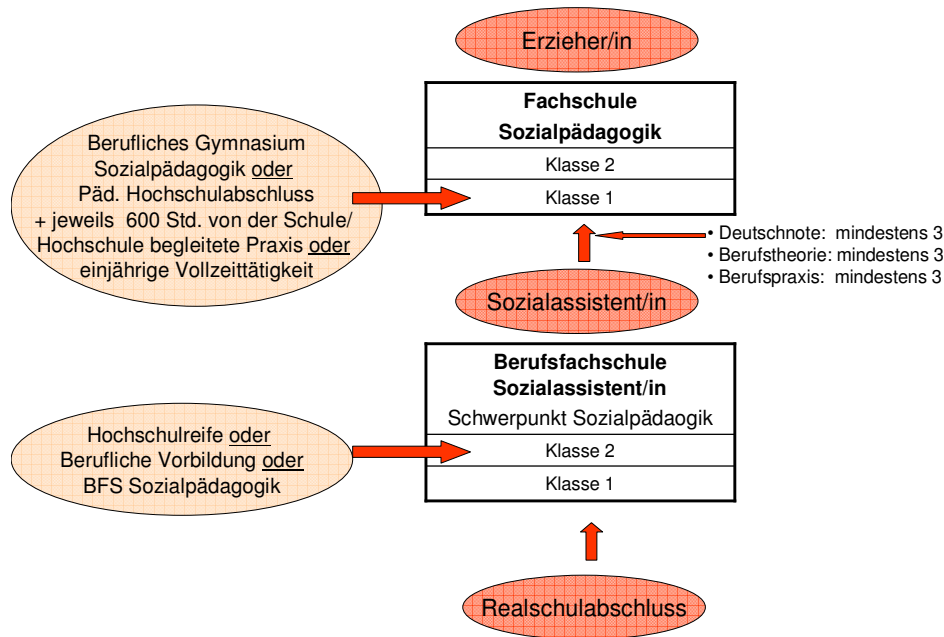 Erzieher/in
Fachschule
Sozialpädagogik
Klasse 2
Klasse 1
Berufliches Gymnasium
Sozialpädagogik oder
Päd. Hochschulabschluss
+ jeweils 600 Std. von der Schule/
Hochschule begleitete Praxis oder
einjährige Vollzeittätigkeit
• Deutschnote: mindestens 3
• Berufstheorie: mindestens 3
• Berufspraxis: mindestens 3
Sozialassistent/in
Berufsfachschule
Sozialassistent/in
Schwerpunkt Sozialpädaogik
Klasse 2
Klasse 1
Hochschulreife oder
Berufliche Vorbildung oder
BFS Sozialpädagogik
Realschulabschluss